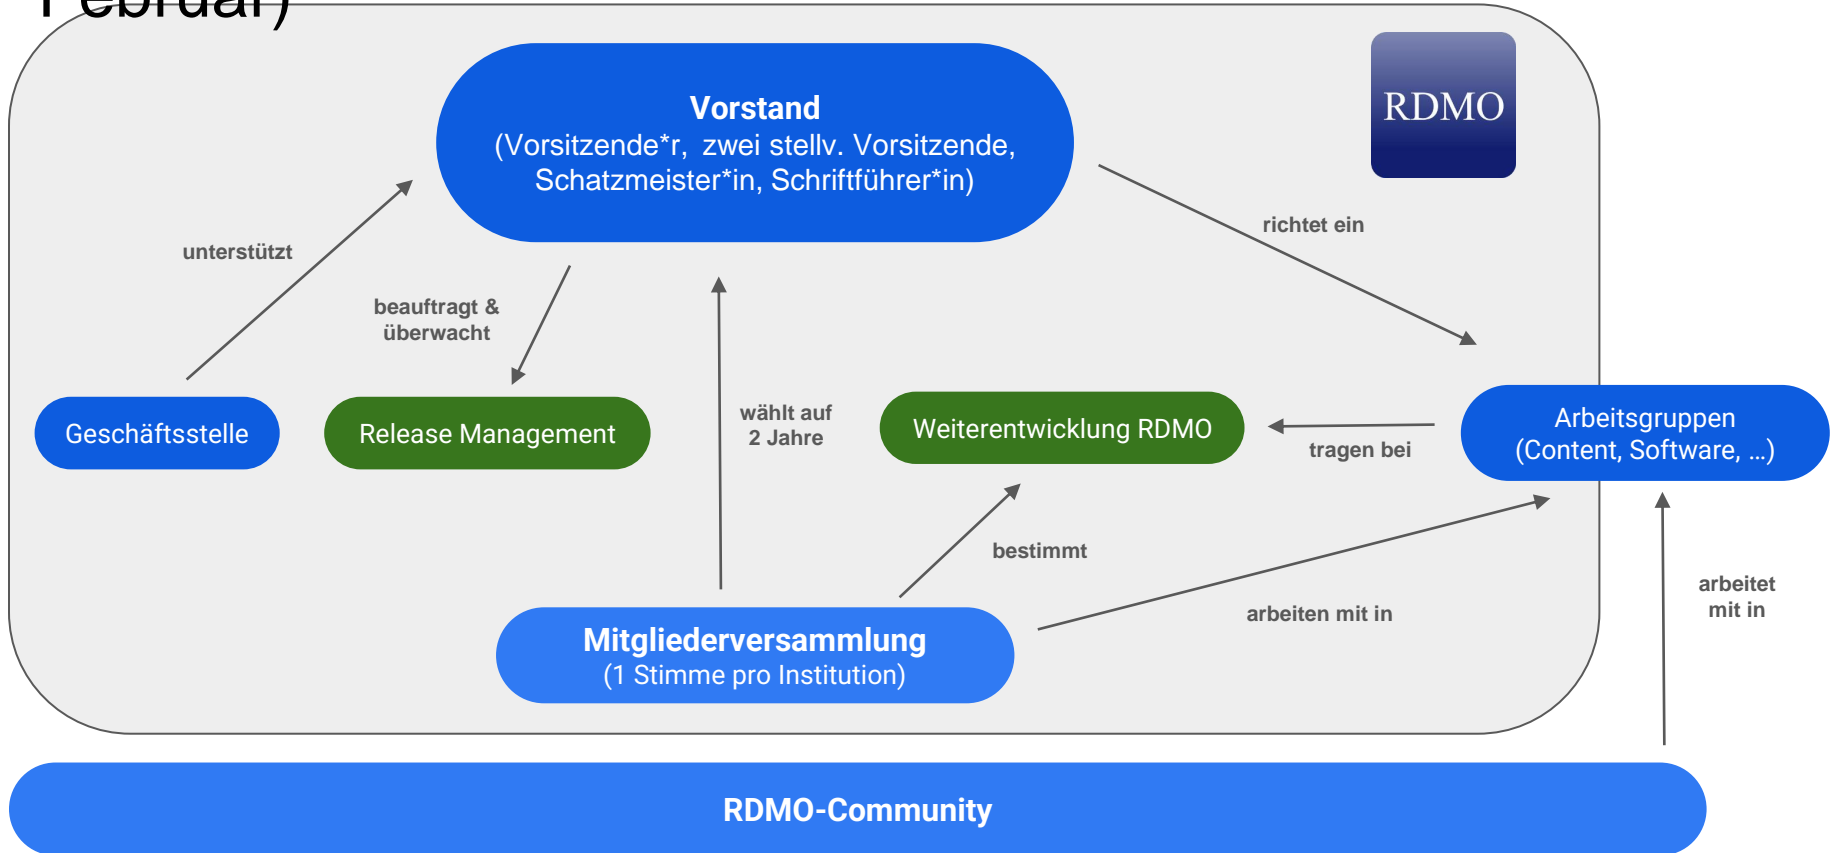 Februar)
Vorstand
(Vorsitzende*r, zwei stellv. Vorsitzende,
Schatzmeister*in, Schriftführer*in)
RDMO
unterstützt
richtet ein
beauftragt &
überwacht
Geschäftsstelle
Release Management
wählt auf
2 Jahre
Weiterentwicklung RDMO
tragen bei
Arbeitsgruppen
(Content, Software, ...)
bestimmt
arbeiten mit in
arbeitet
mit in
Mitgliederversammlung
(1 Stimme pro Institution)
RDMO-Community